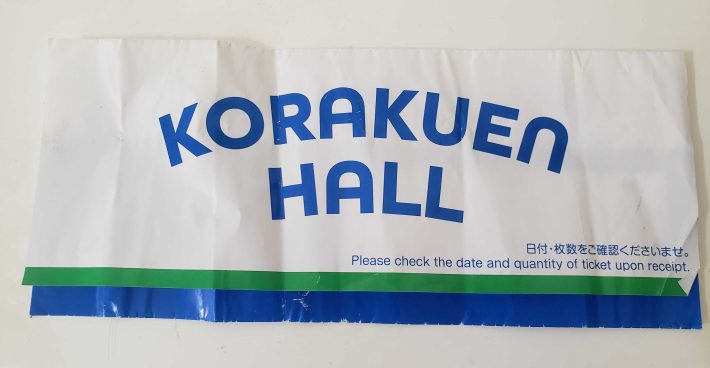 KORAKUEN
HALL
日付・枚数をご確認くださいませ。
Please check the date and quantity of ticket upon receipt.